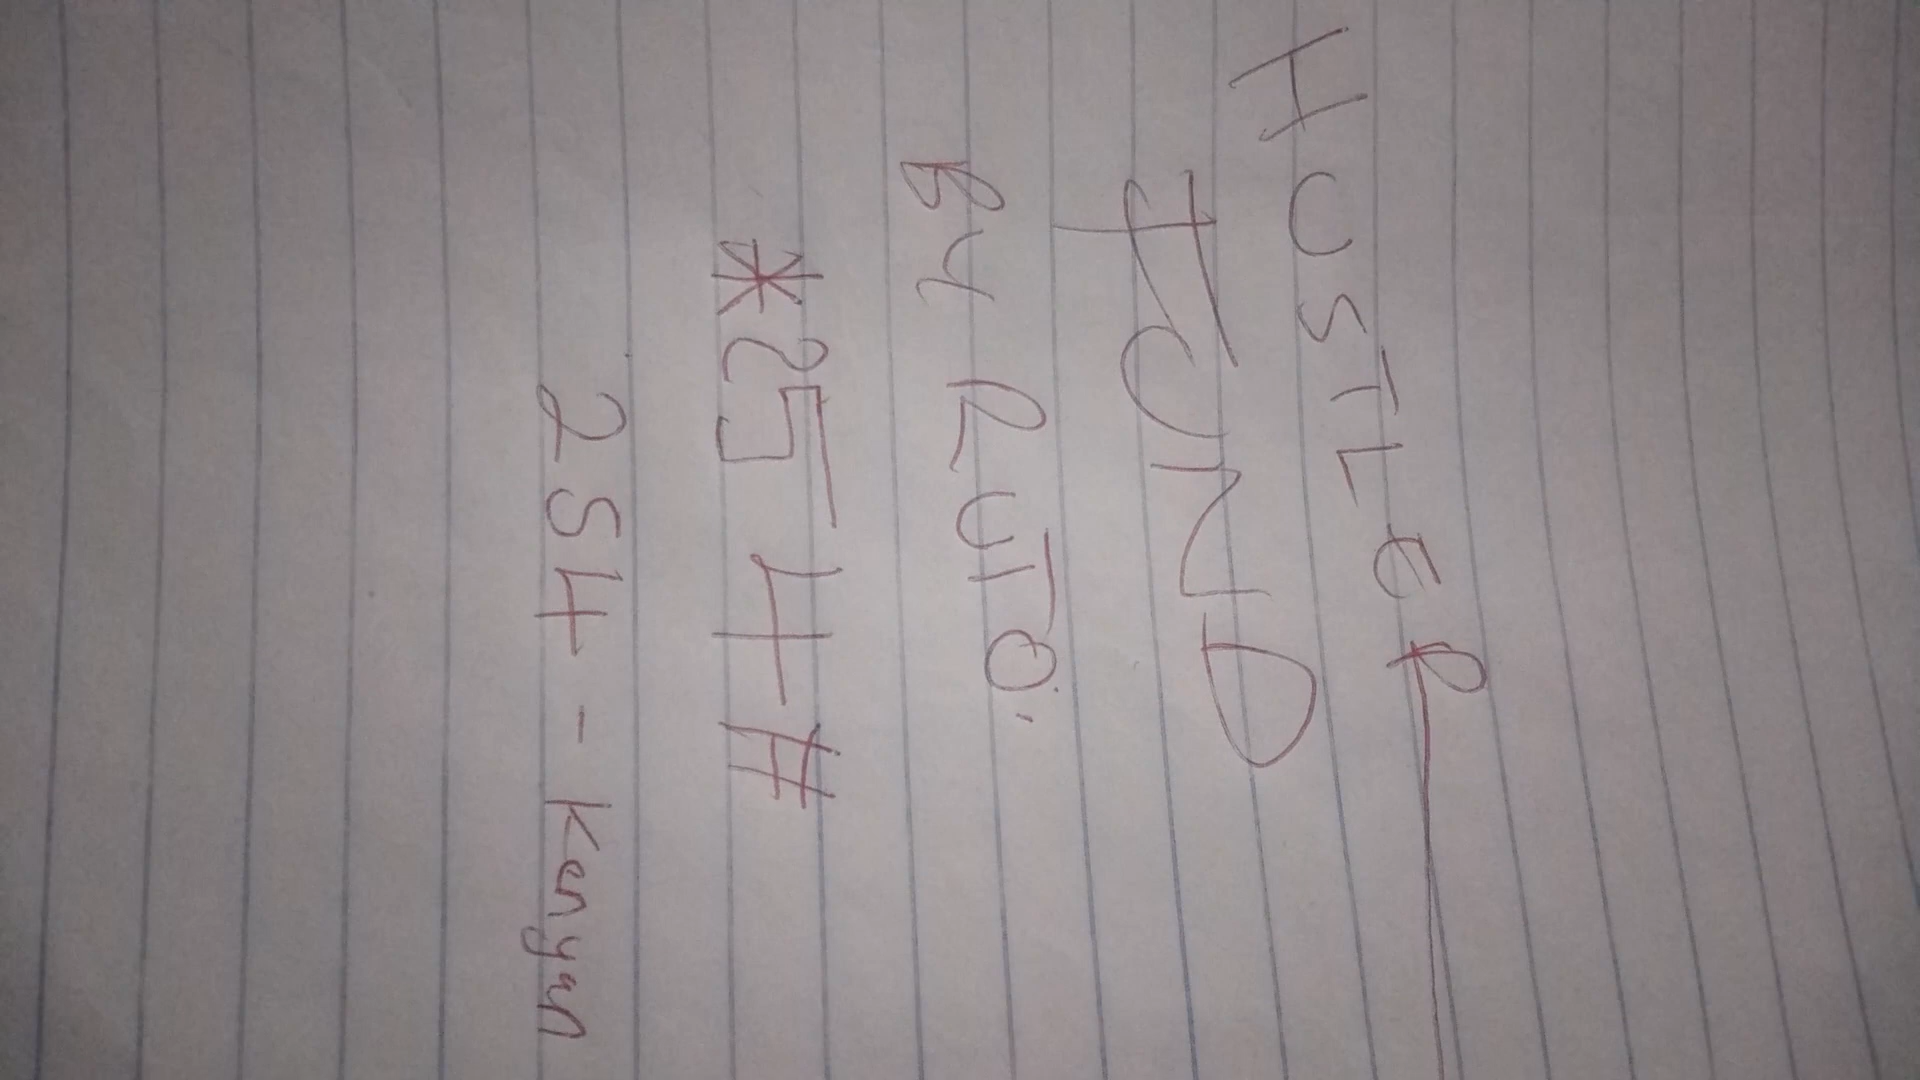 HUSTLER
FUND
BY RUTO.
*254#
254 - Kenyan